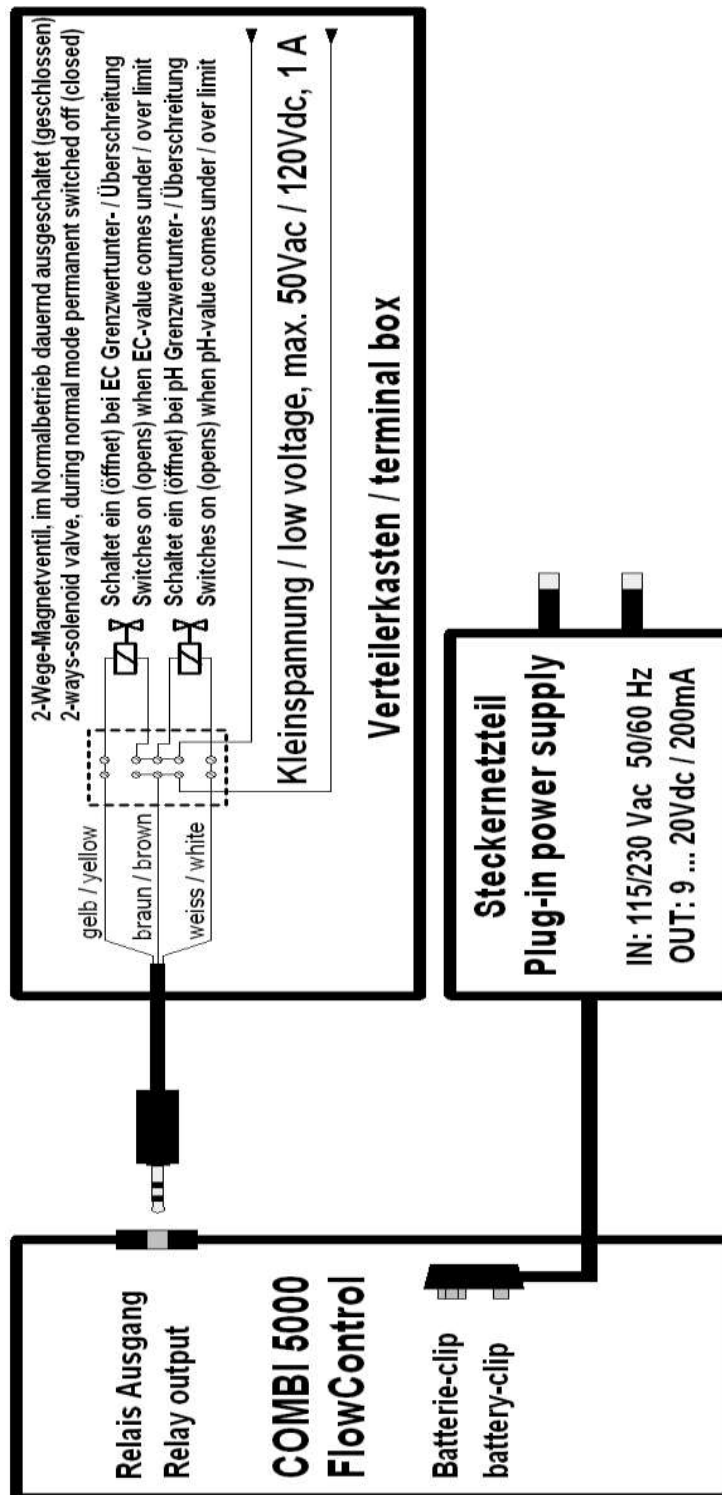 2-Wege-Magnetventil, im Normalbetrieb dauernd ausgeschaltet (geschlossen)
2-ways-solenoid valve, during normal mode permanent switched off (closed)
Schaltet ein (öffnet) bei EC Grenzwertunter- / Überschreitung
Switches on (opens) when EC-value comes under / over limit
Schaltet ein (öffnet) bei pH Grenzwertunter- / Überschreitung
Switches on (opens) when pH-value comes under / over limit
gelb / yellow
braun / brown
weiss / white
Kleinspannung / low voltage, max. 50Vac / 120Vdc, 1 A
Verteilerkasten / terminal box
Relais Ausgang
Relay output
COMBI 5000
FlowControl
Batterie-clip
battery-clip
Steckernetzteil
Plug-in power supply
IN: 115/230 Vac 50/60 Hz
OUT: 9 ... 20Vdc / 200mA